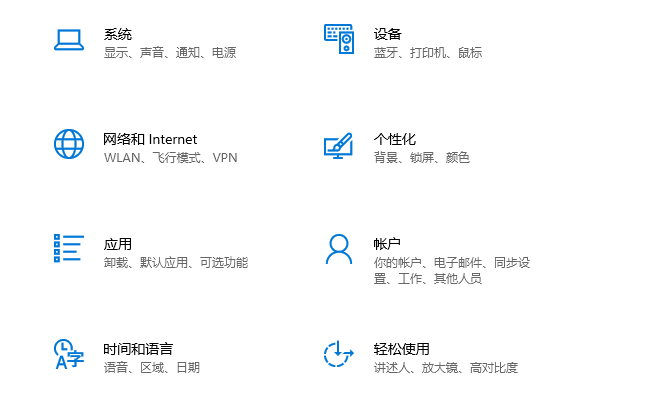 系统
显示、声音、通知、电源
设备
蓝牙、打印机、鼠标
网络和 Internet
WLAN、飞行模式、VPN
个性化
背景、锁屏、颜色
应用
卸载、默认应用、可选功能
帐户
你的帐户、电子邮件、同步设
置、工作、其他人员
时间和语言
语音、区域、日期
轻松使用
讲述人、放大镜、高对比度